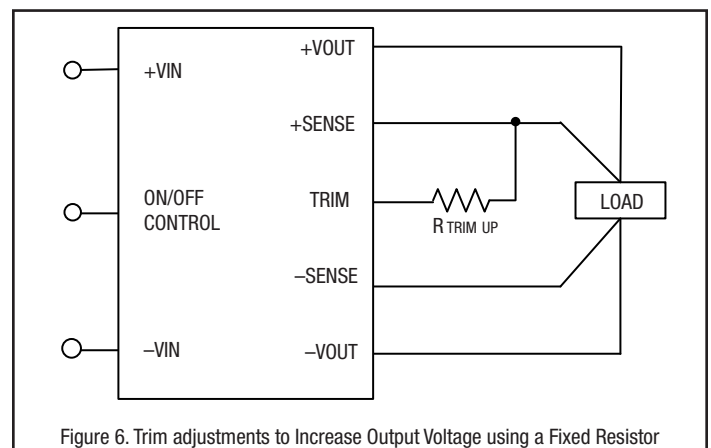 +VOUT
+VIN
+SENSE
ON/OFF
CONTROL
TRIM
R TRIM UP
LOAD
–SENSE
–VIN
–VOUT
Figure 6. Trim adjustments to Increase Output Voltage using a Fixed Resistor